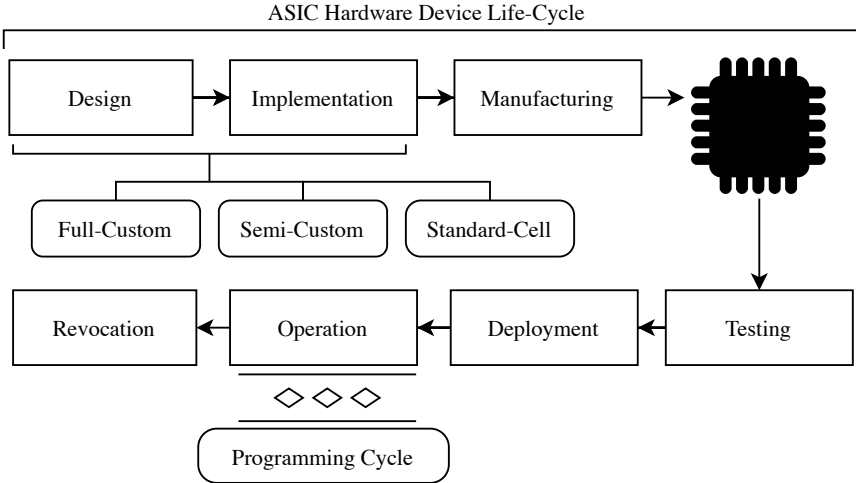 ASIC Hardware Device Life-Cycle
Design
Implementation
Manufacturing
Full-Custom
Semi-Custom
Standard-Cell
Revocation
Operation
Deployment
Testing
Programming Cycle